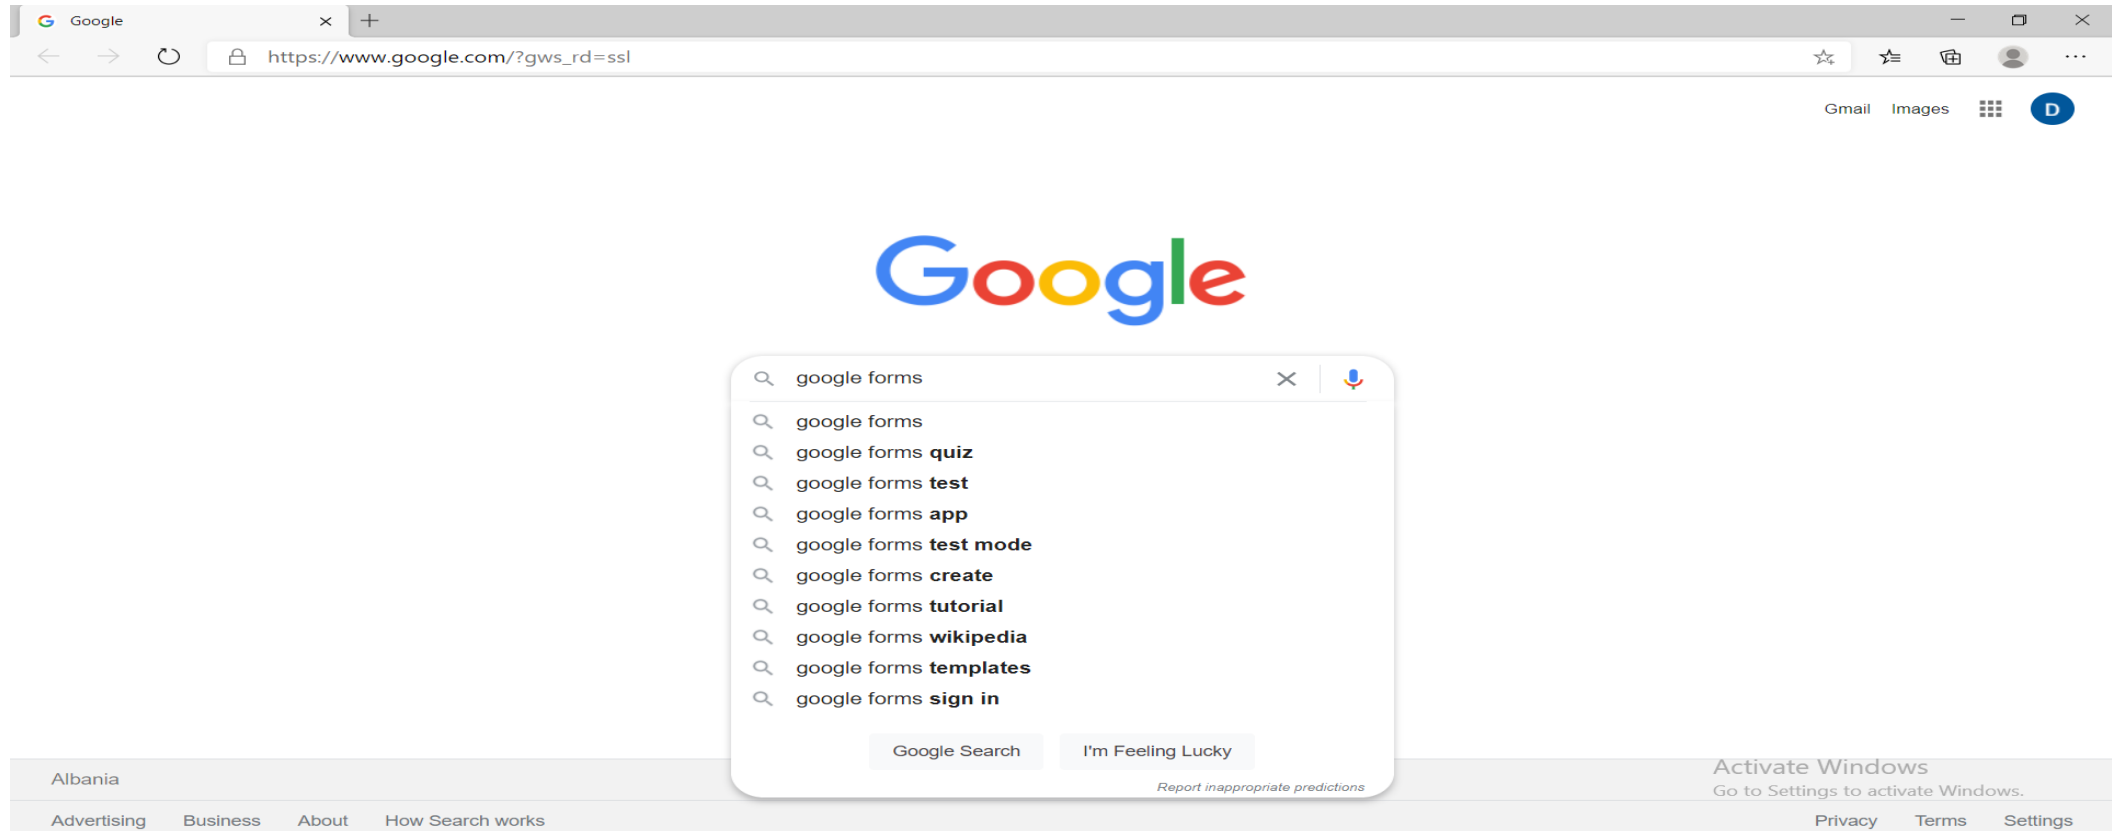 Google
https://www.google.com/?gws_rd=ssl
Gmail Images D
Google
google forms
google forms
google forms quiz
google forms test
google forms app
google forms test mode
google forms create
google forms tutorial
google forms wikipedia
google forms templates
google forms sign in
Google Search I'm Feeling Lucky
Report inappropriate predictions
Albania
Activate Windows
Go to Settings to activate Windows.
Advertising Business About How Search works Privacy Terms Settings